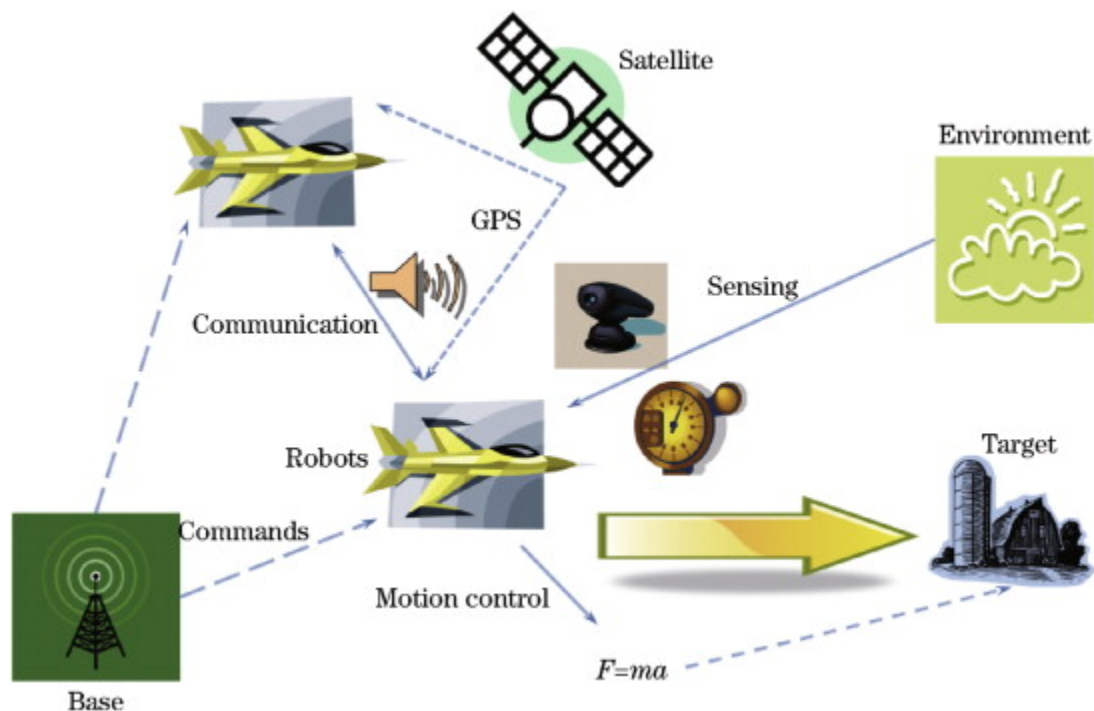 Satellite
Environment
GPS
Sensing
Communication
Robots
Target
Commands
Motion control
F=ma
Base